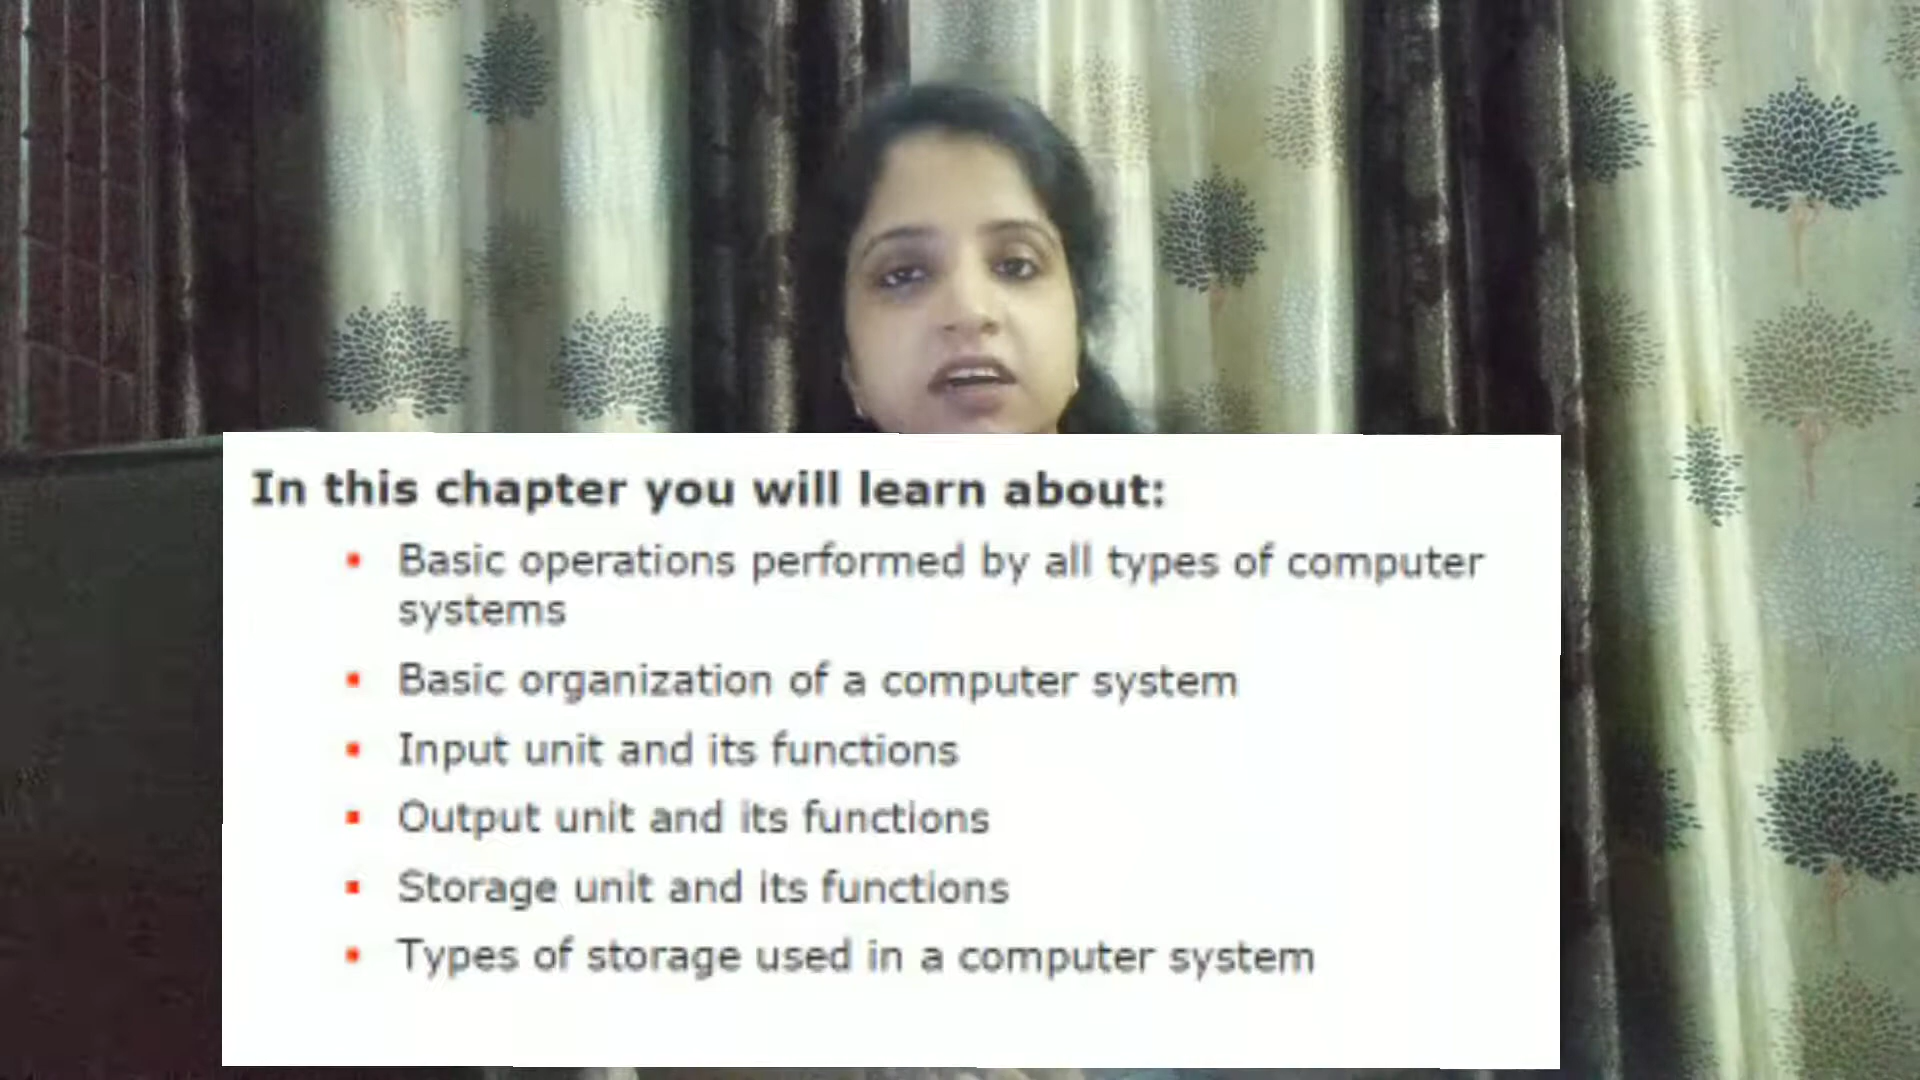 In this chapter you will learn about:
▪ Basic operations performed by all types of computer
systems
▪ Basic organization of a computer system
▪ Input unit and its functions
▪ Output unit and its functions
▪ Storage unit and its functions
▪ Types of storage used in a computer system